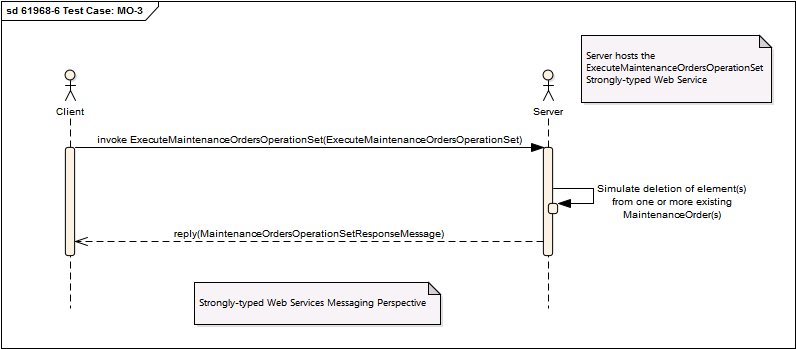 sd 61968-6 Test Case: MO-3
Server hosts the
ExecuteMaintenanceOrdersOperationSet
Strongly-typed Web Service
Client
Server
invoke ExecuteMaintenanceOrdersOperationSet(ExecuteMaintenanceOrdersOperationSet)
Simulate deletion of element(s)
from one or more existing
MaintenanceOrder(s)
reply(MaintenanceOrdersOperationSetResponseMessage)
Strongly-typed Web Services Messaging Perspective